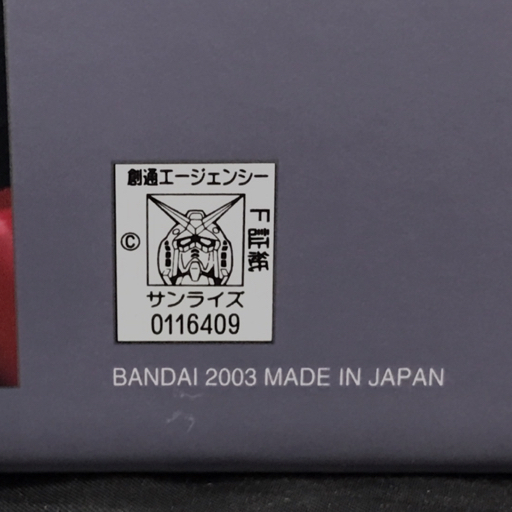 創通エージェンシー
©
F証紙
サンライズ
0116409
BANDAI 2003 MADE IN JAPAN